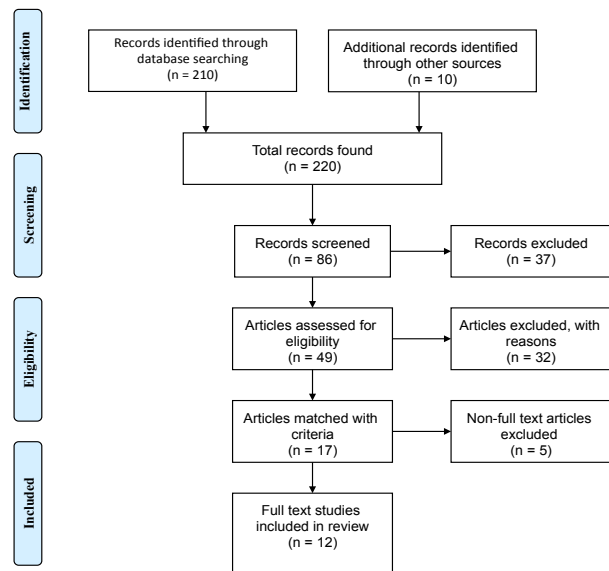 Identification
Records identified through
database searching
(n = 210)
Additional records identified
through other sources
(n = 10)
Total records found
(n = 220)
Screening
Records screened
(n = 86)
Records excluded
(n = 37)
Eligibility
Articles assessed for
eligibility
(n = 49)
Articles excluded, with
reasons
(n = 32)
Articles matched with
criteria
(n = 17)
Non-full text articles
excluded
(n = 5)
Included
Full text studies
included in review
(n = 12)